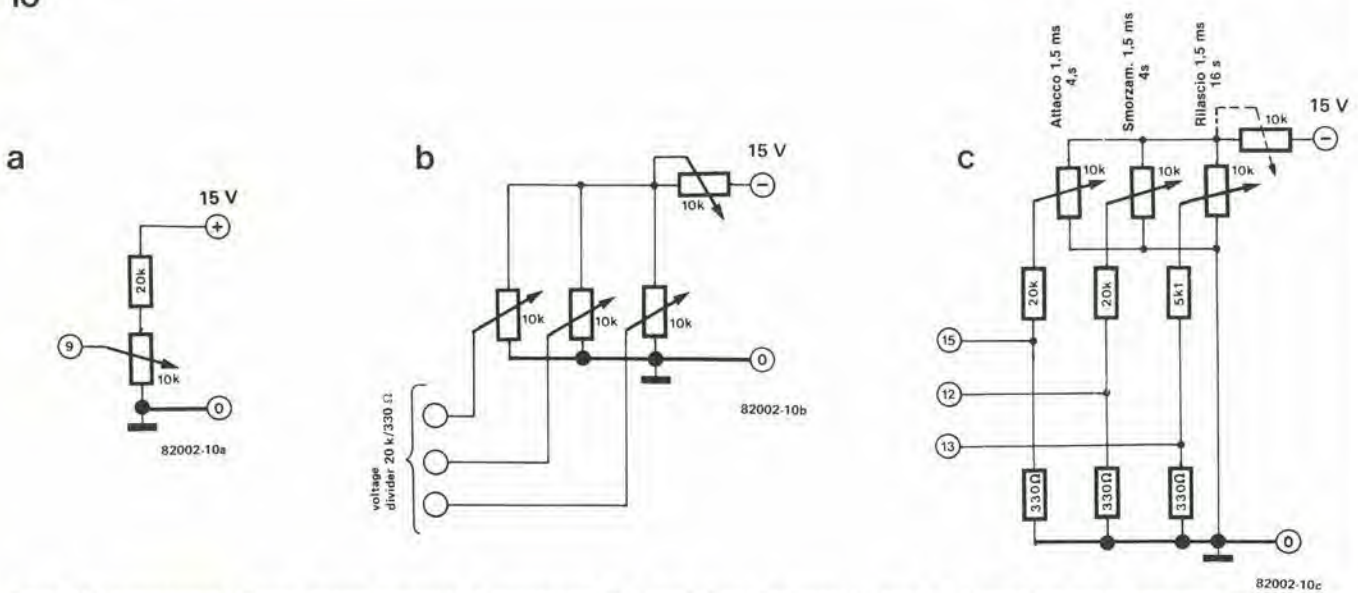 a
15 V
+
20k
9
10k
0
82002-10a
b
15 V
10k
−
10k
10k
10k
0
82002-10b
voltage
divider 20 k/330 Ω
c
Attacco 1,5 ms
4,s
Smorzam. 1,5 ms
4s
Rilascio 1,5 ms
16 s
15 V
10k
−
10k
10k
10k
20k
20k
5k1
15
12
13
330Ω
330Ω
330Ω
0
82002-10c